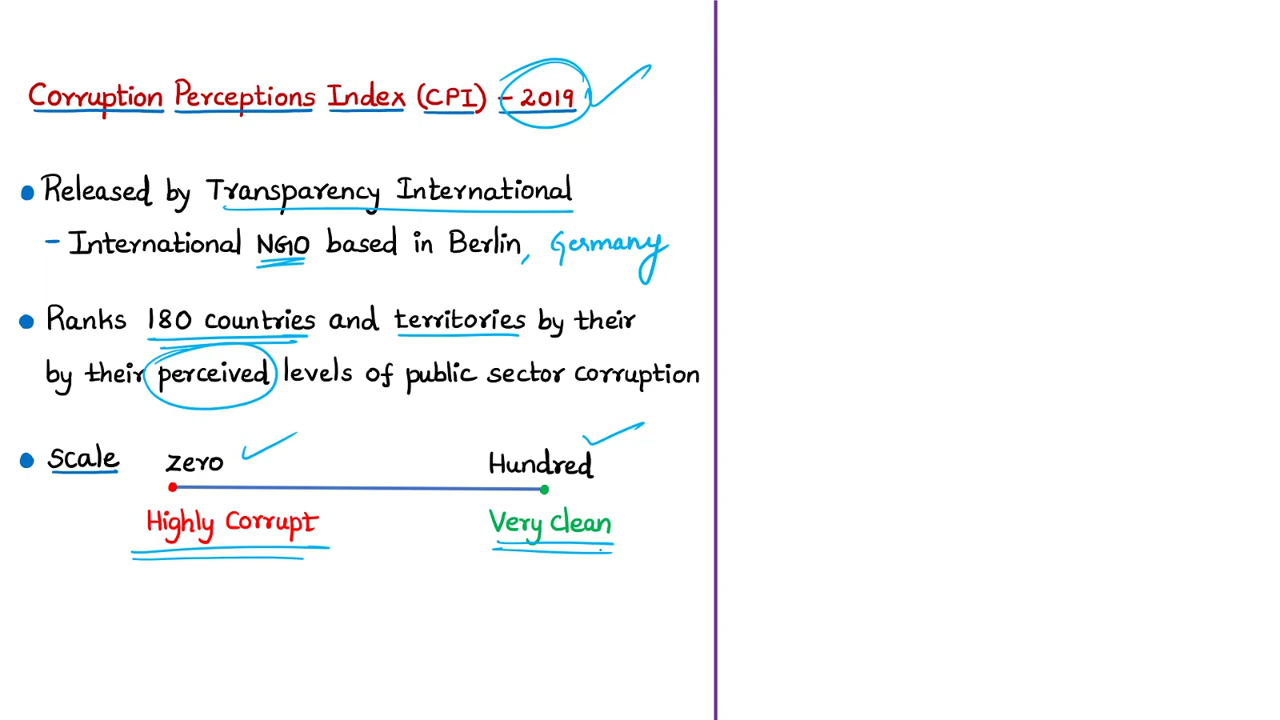 Corruption Perceptions Index (CPI) - 2019
Released by Transparency International
- International NGO based in Berlin, Germany
Ranks 180 countries and territories by their
by their perceived levels of public sector corruption
Scale Zero Hundred
Highly Corrupt Very Clean